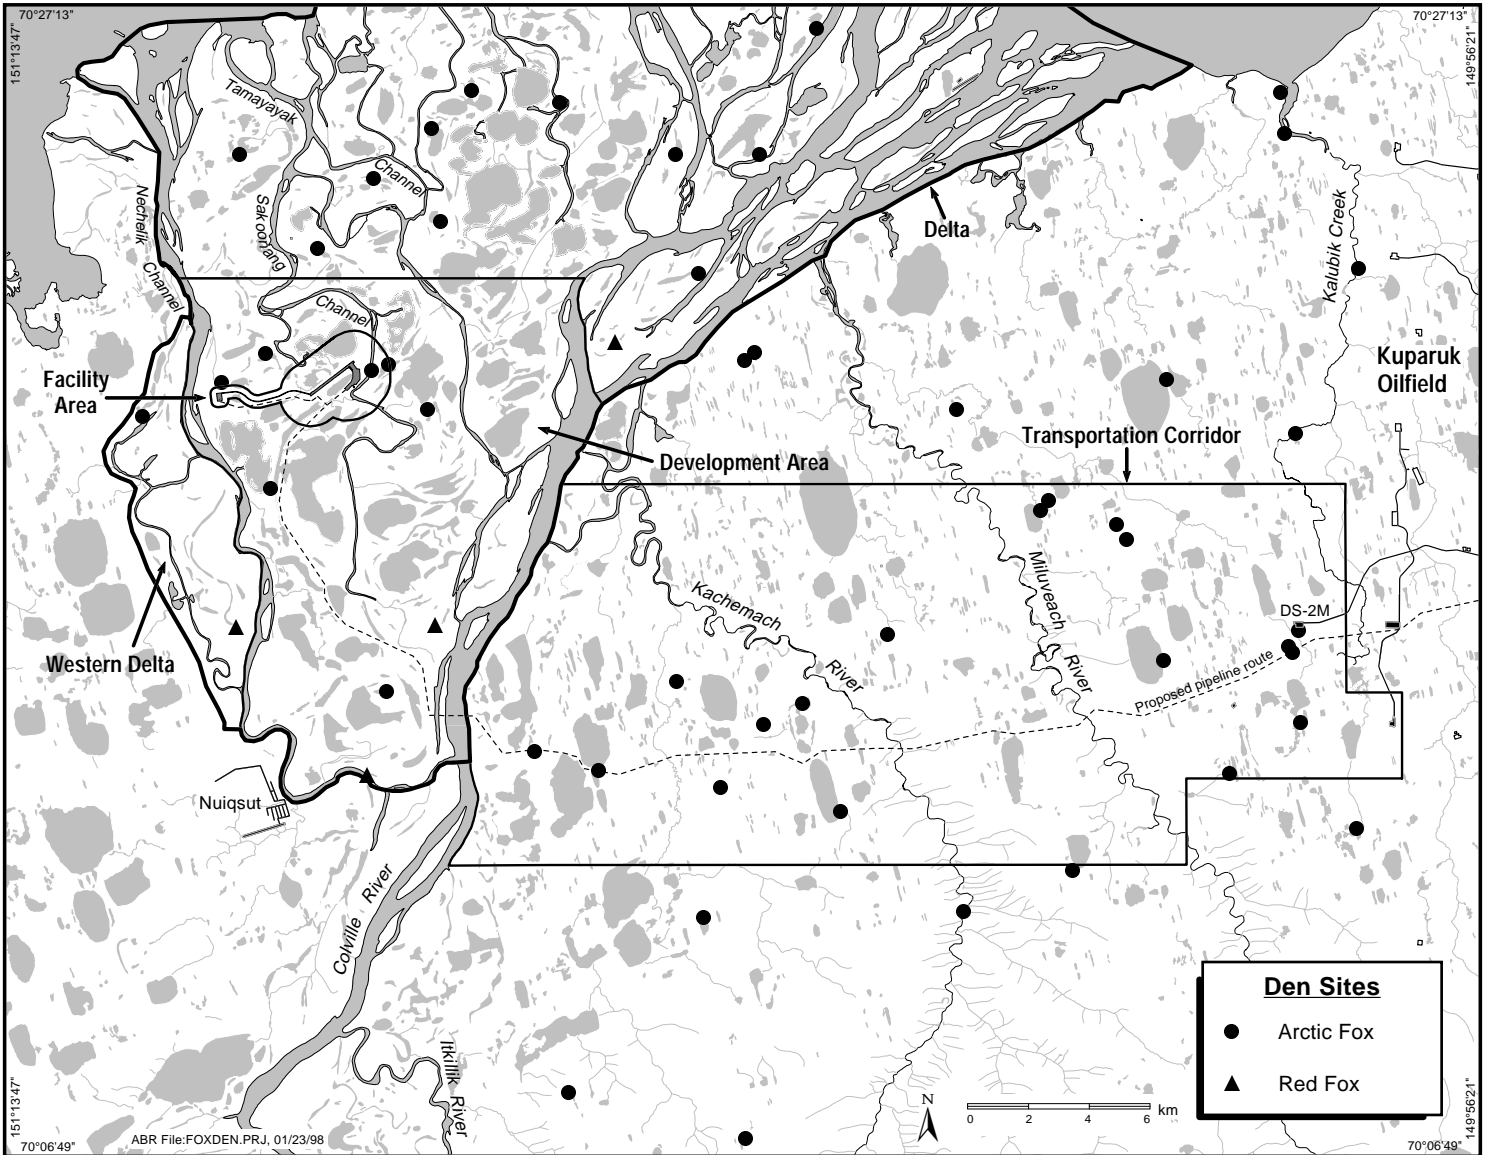 70°27'13"
70°27'13"
151°13'47"
149°56'21"
Tamayayak
Channel
Nechelik
Channel
Sakoonang
Channel
Delta
Kalubik Creek
Kuparuk
Oilfield
Facility
Area
Transportation Corridor
Development Area
Kachemach
River
Miluveach
River
DS-2M
Western Delta
Proposed pipeline route
Nuiqsut
Colville River
Itkillik
River
Den Sites
Arctic Fox
Red Fox
N
0 2 4 6
km
151°13'47"
149°56'21"
70°06'49"
ABR File:FOXDEN.PRJ, 01/23/98
70°06'49"